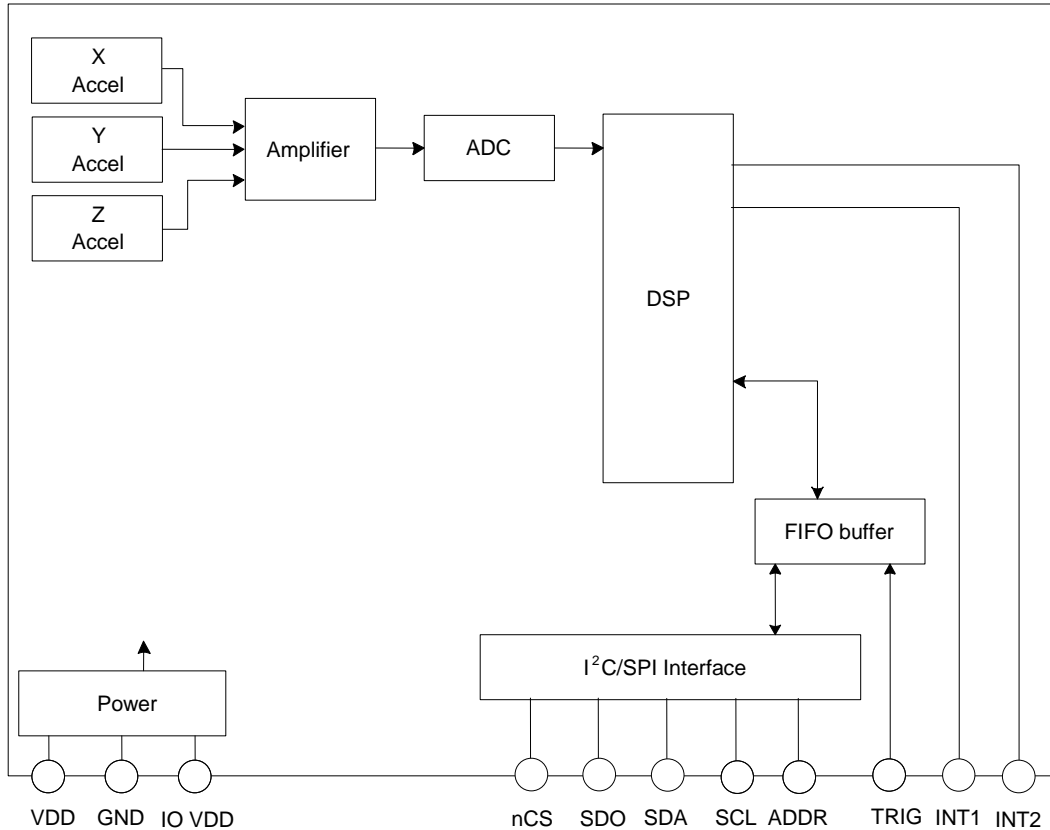 X
Accel
Y
Accel
Z
Accel
Amplifier
ADC
DSP
FIFO buffer
I²C/SPI Interface
Power
VDD GND IO VDD nCS SDO SDA SCL ADDR TRIG INT1 INT2